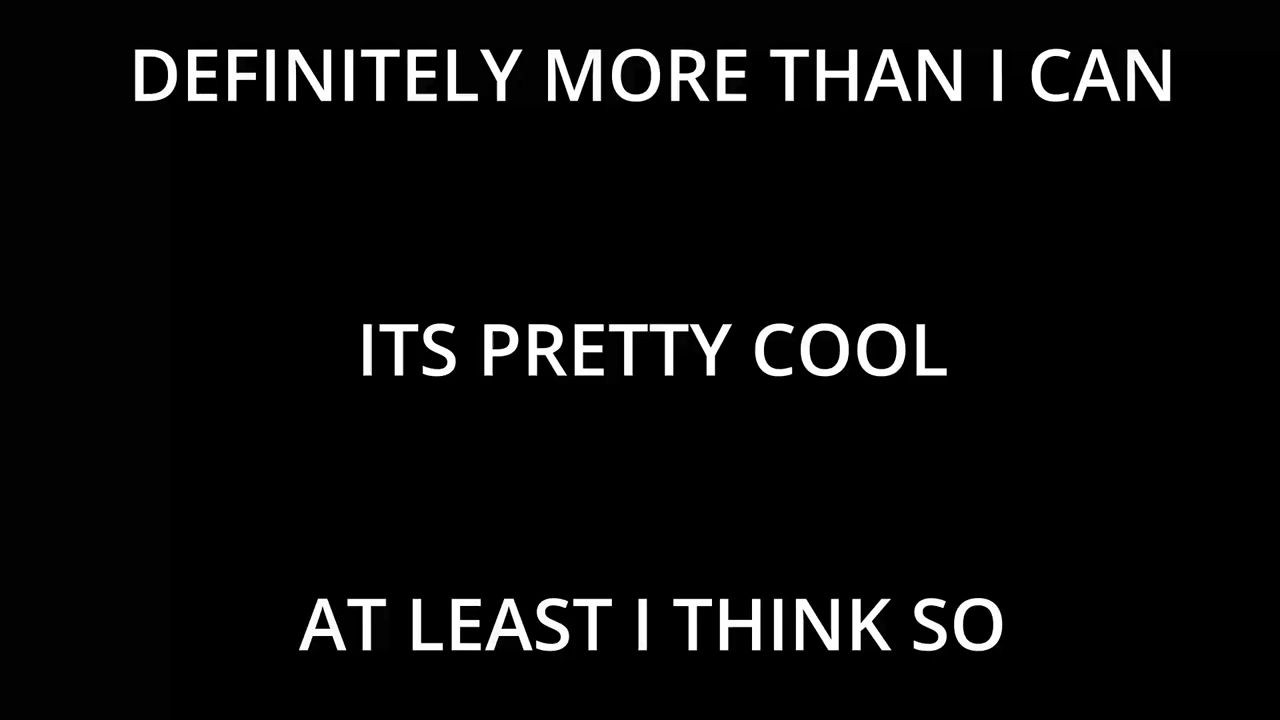 DEFINITELY MORE THAN I CAN
ITS PRETTY COOL
AT LEAST I THINK SO